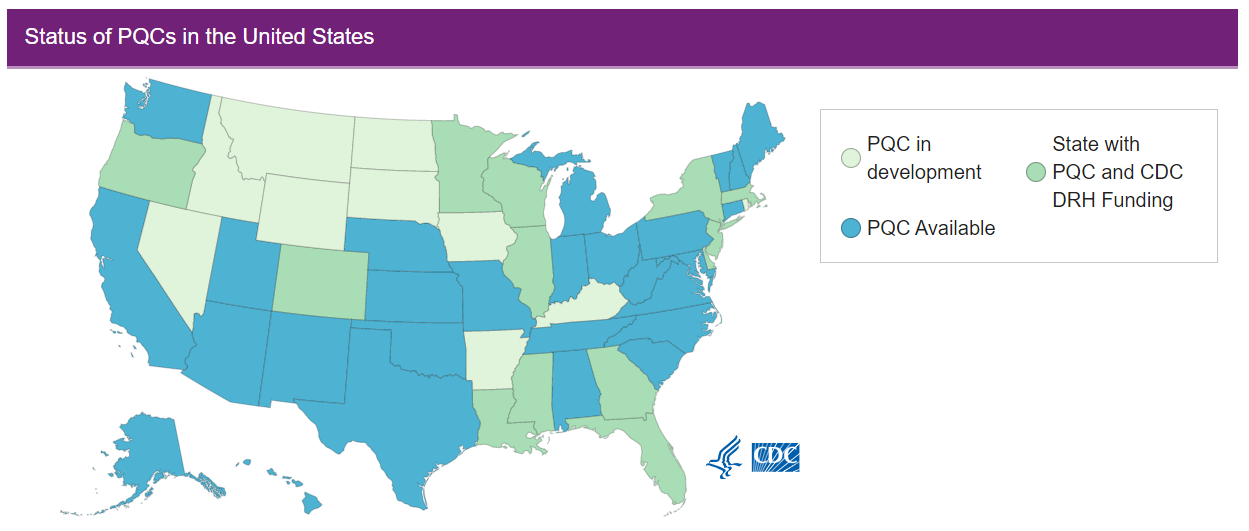 Status of PQCs in the United States
PQC in
development
State with
PQC and CDC
DRH Funding
PQC Available
CDC